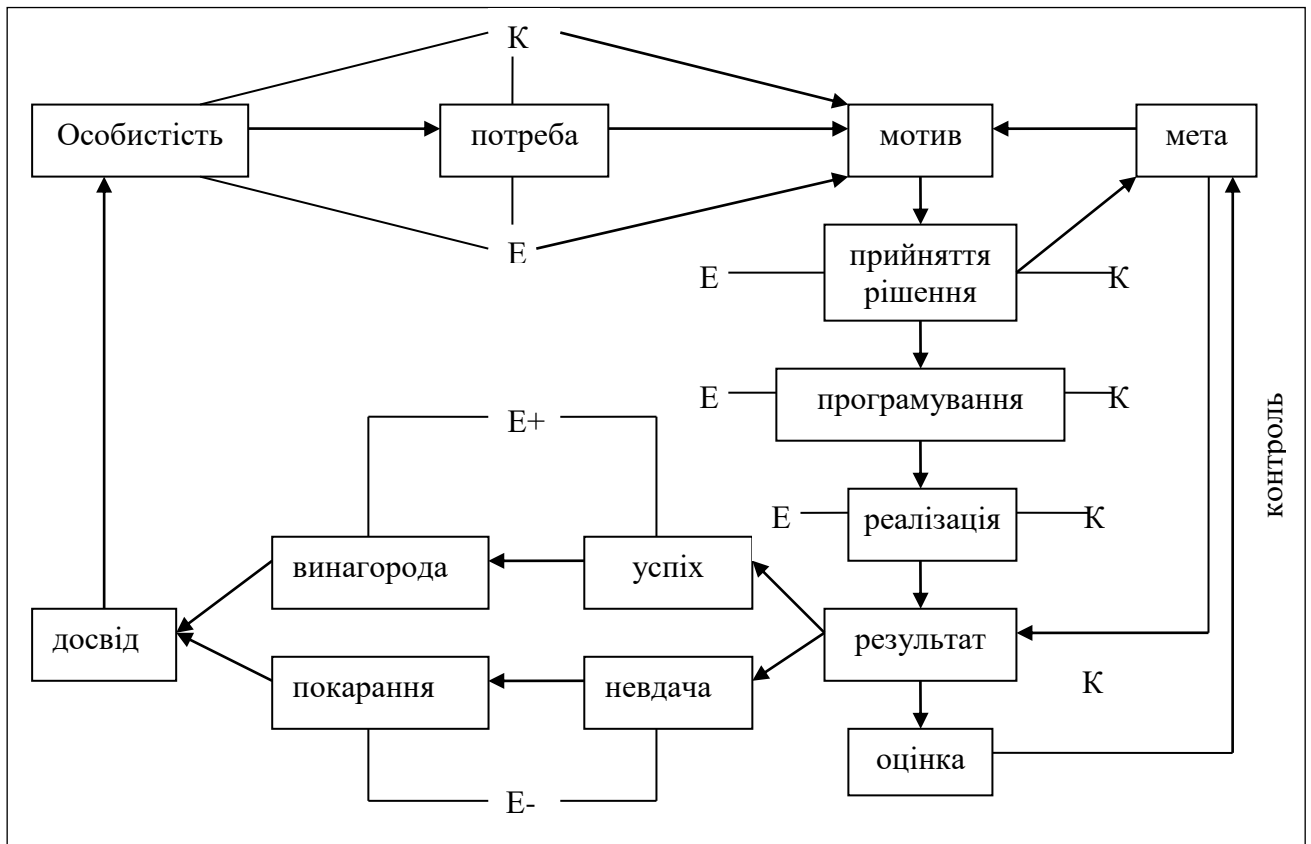 К
Особистість
потреба
мотив
мета
Е
прийняття
рішення
Е
К
Е
програмування
К
контроль
Е+
Е
реалізація
К
винагорода
успіх
досвід
результат
покарання
невдача
К
оцінка
Е-